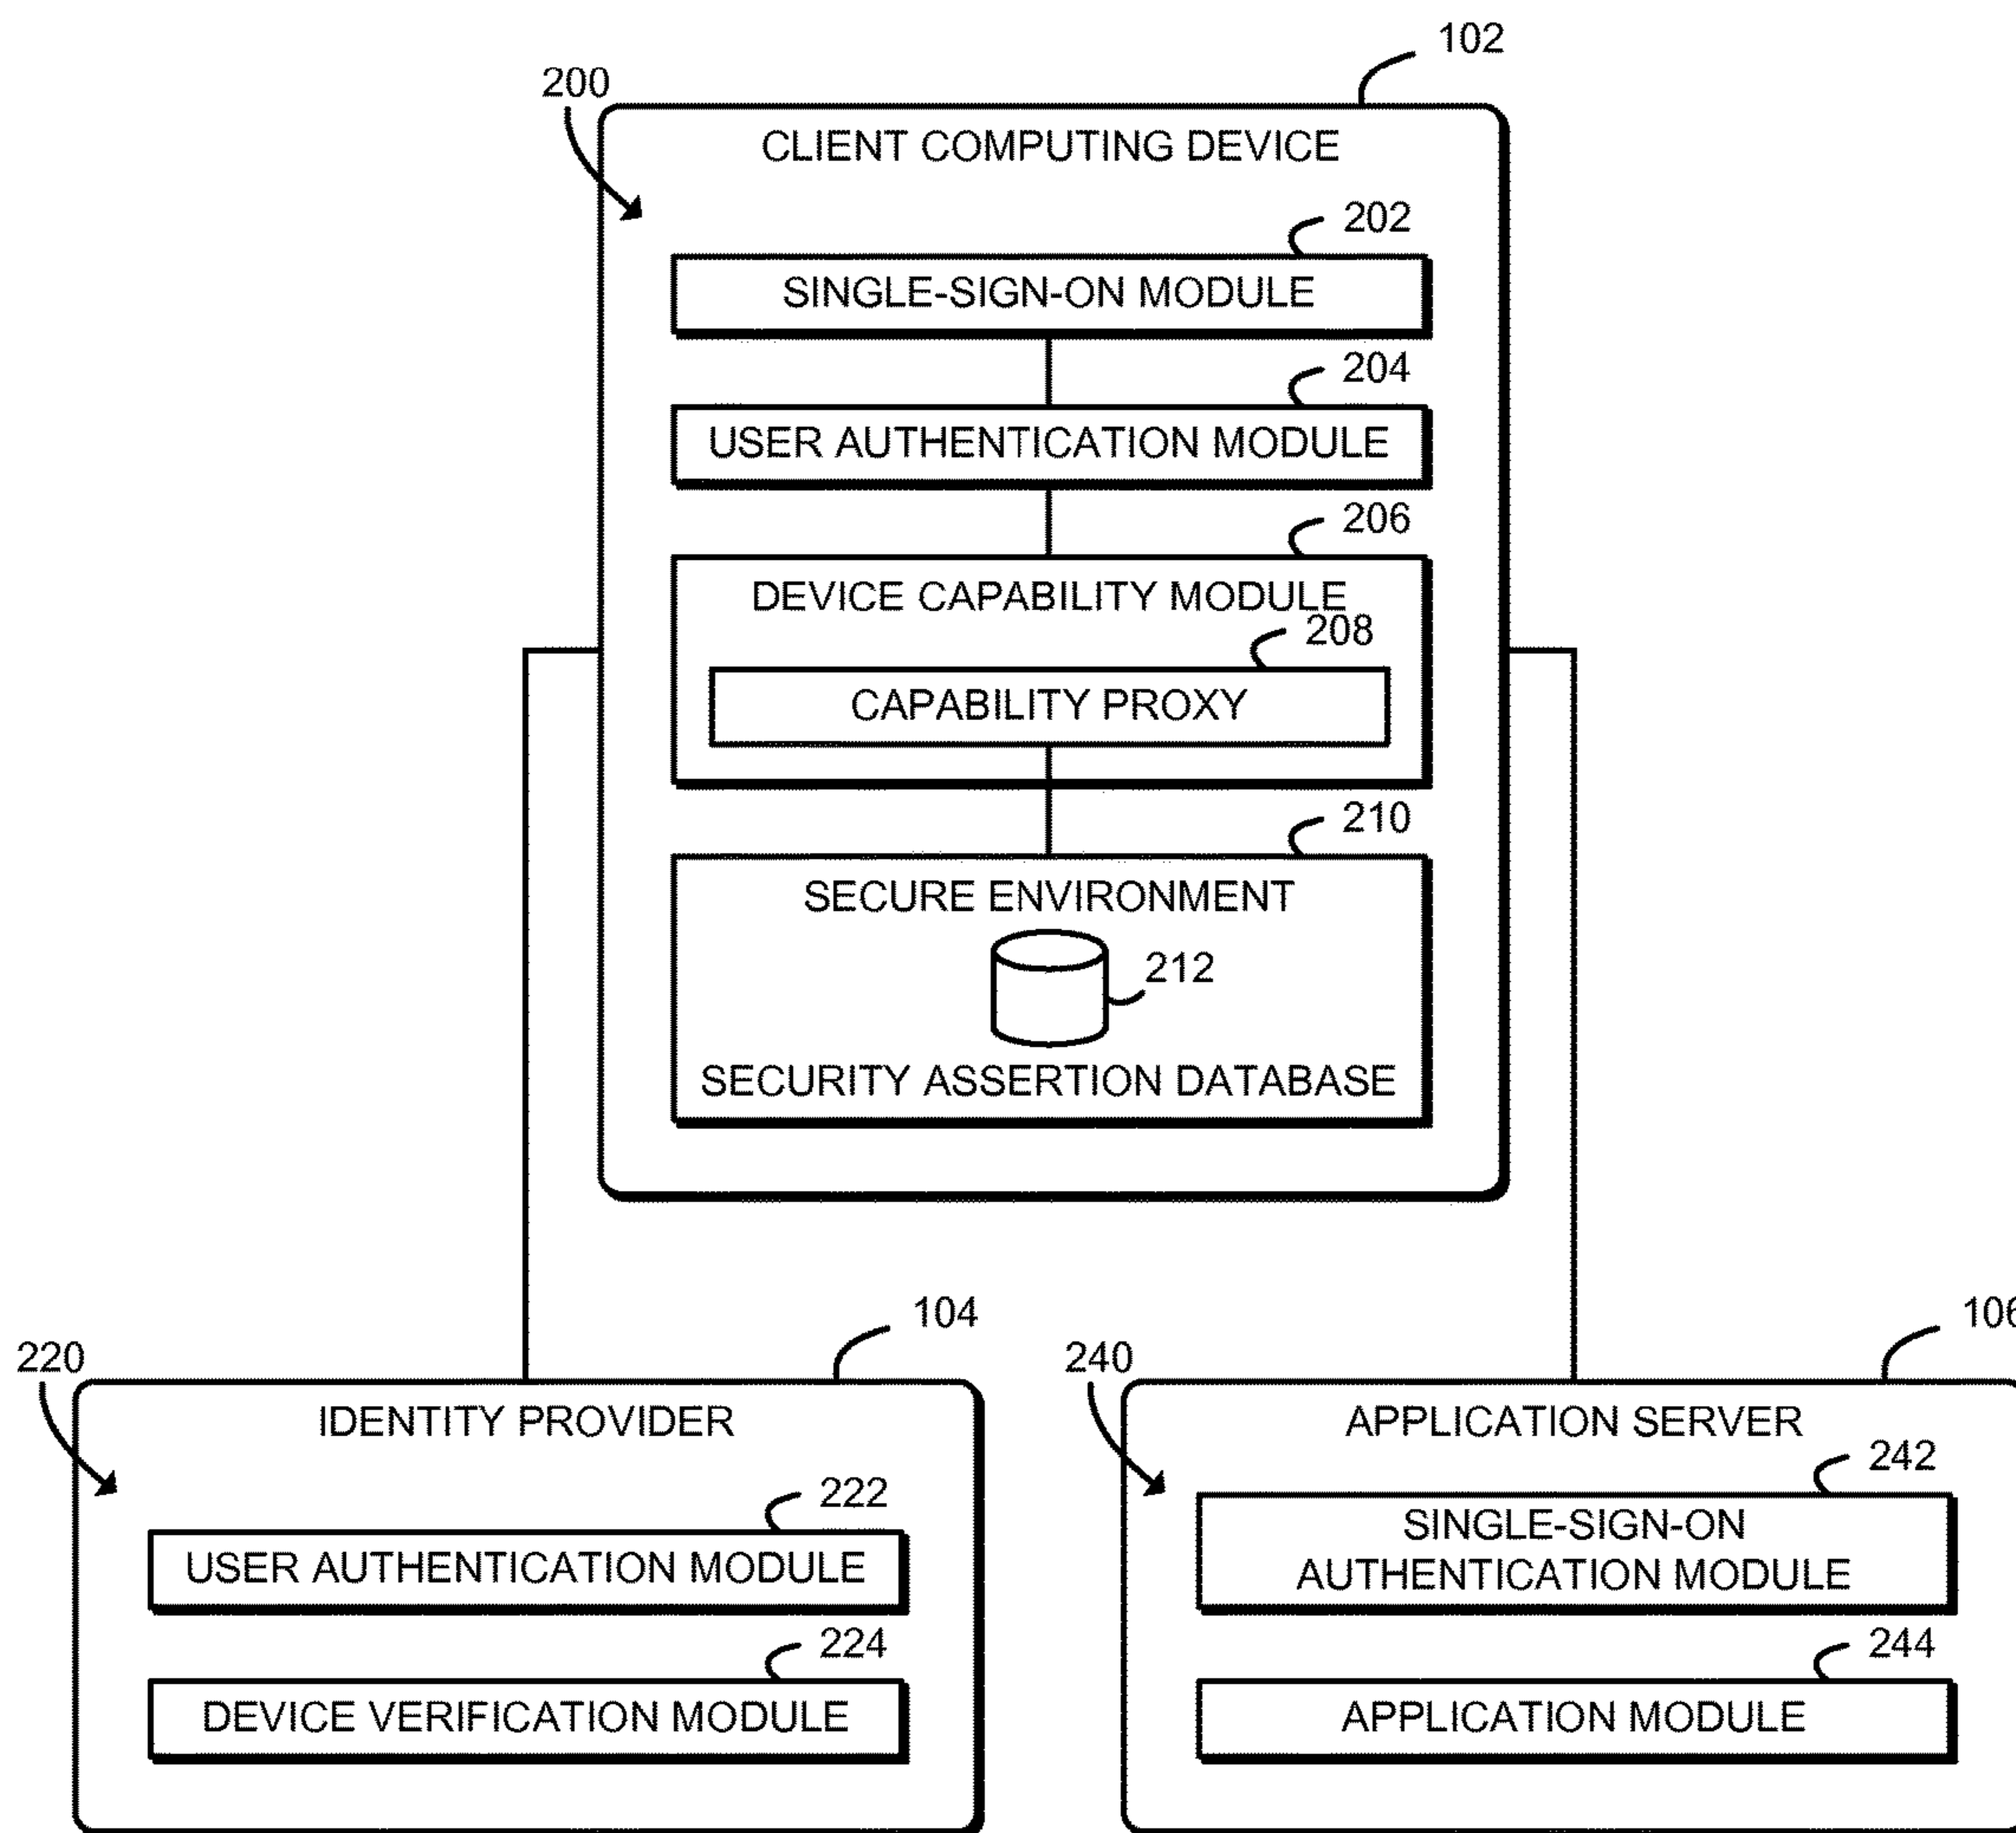 102
200
CLIENT COMPUTING DEVICE
202
SINGLE-SIGN-ON MODULE
204
USER AUTHENTICATION MODULE
206
DEVICE CAPABILITY MODULE
208
CAPABILITY PROXY
210
SECURE ENVIRONMENT
212
SECURITY ASSERTION DATABASE
104
220
IDENTITY PROVIDER
222
USER AUTHENTICATION MODULE
224
DEVICE VERIFICATION MODULE
106
240
APPLICATION SERVER
242
SINGLE-SIGN-ON
AUTHENTICATION MODULE
244
APPLICATION MODULE